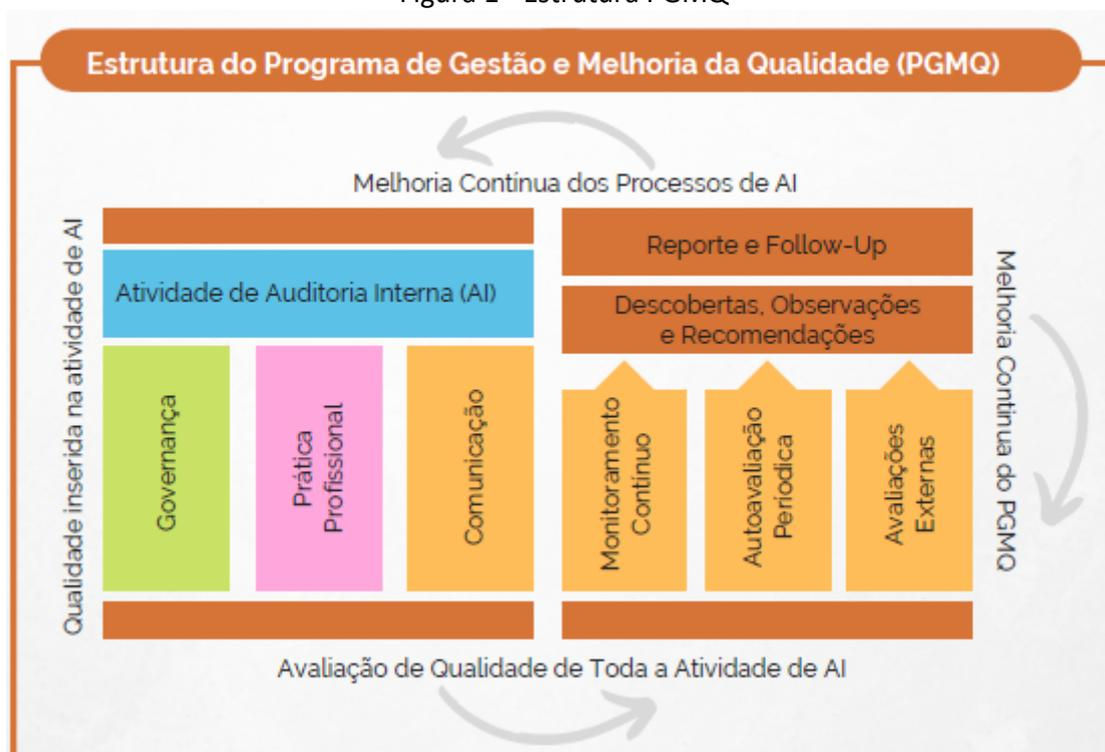 Figura 1 - Estrutura PGMQ
Estrutura do Programa de Gestão e Melhoria da Qualidade (PGMQ)
Melhoria Contínua dos Processos de AI
Qualidade inserida na atividade de AI
Atividade de Auditoria Interna (AI)
Governança
Prática
Profissional
Comunicação
Reporte e Follow-Up
Descobertas, Observações
e Recomendações
Monitoramento
Contínuo
Autoavaliação
Períodica
Avaliações
Externas
Melhoria Continua do PGMQ
Avaliação de Qualidade de Toda a Atividade de AI